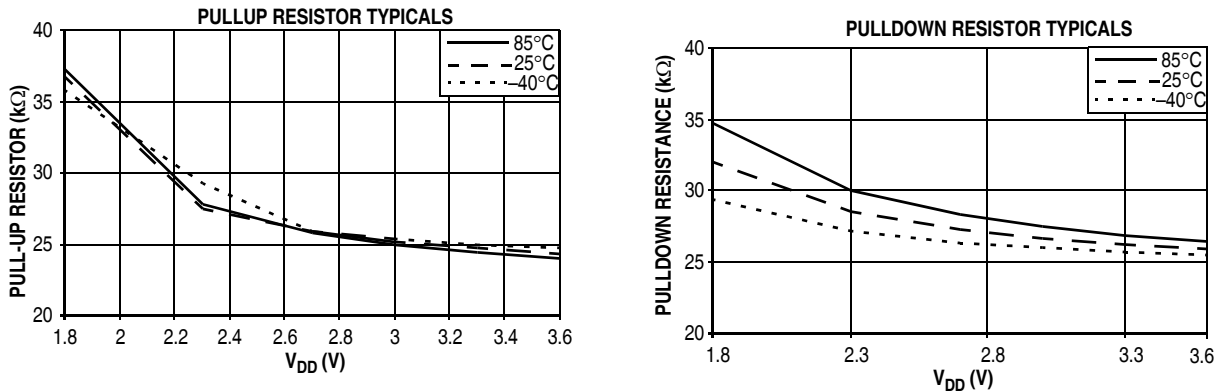 PULLUP RESISTOR TYPICALS
PULL-UP RESISTOR (kΩ)
40
35
30
25
20
85°C
25°C
–40°C
1.8 2 2.2 2.4 2.6 2.8 3 3.2 3.4 3.6
VDD (V)
PULLDOWN RESISTOR TYPICALS
PULLDOWN RESISTANCE (kΩ)
40
35
30
25
20
85°C
25°C
–40°C
1.8 2.3 2.8 3.3 3.6
VDD (V)